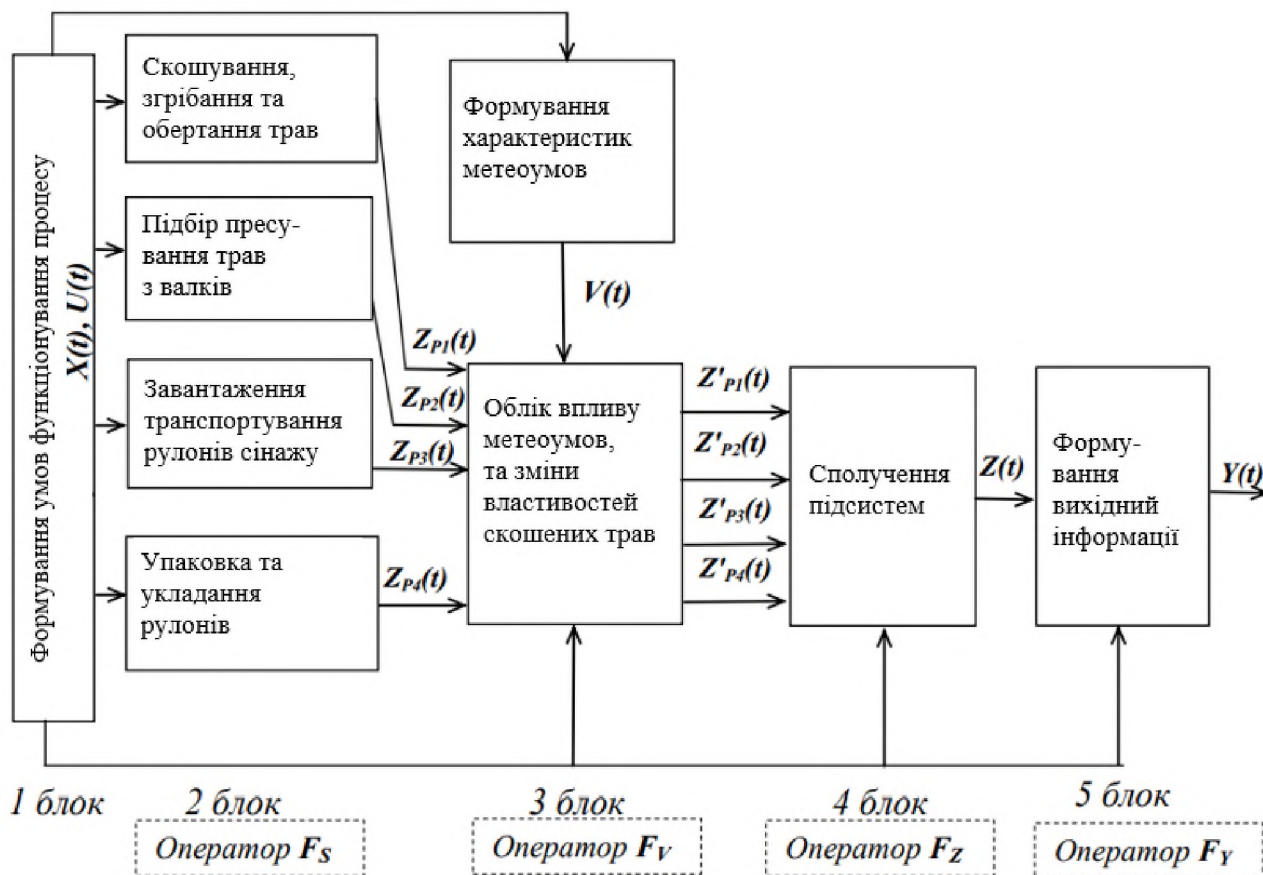 Формування умов функціонування процесу
X(t), U(t)
Скошування,
згрібання та
обертання трав
Підбір пресу-
вання трав
з валків
Завантаження
транспортування
рулонів сінажу
Упаковка та
укладання
рулонів
Формування
характеристик
метеоумов
V(t)
Z_P1(t)
Z_P2(t)
Z_P3(t)
Z_P4(t)
Облік впливу
метеоумов,
та зміни
властивостей
скошених трав
Z'_P1(t)
Z'_P2(t)
Z'_P3(t)
Z'_P4(t)
Сполучення
підсистем
Z(t)
Форму-
вання
вихідний
інформації
Y(t)
1 блок
2 блок
3 блок
4 блок
5 блок
Оператор F_S
Оператор F_V
Оператор F_Z
Оператор F_Y